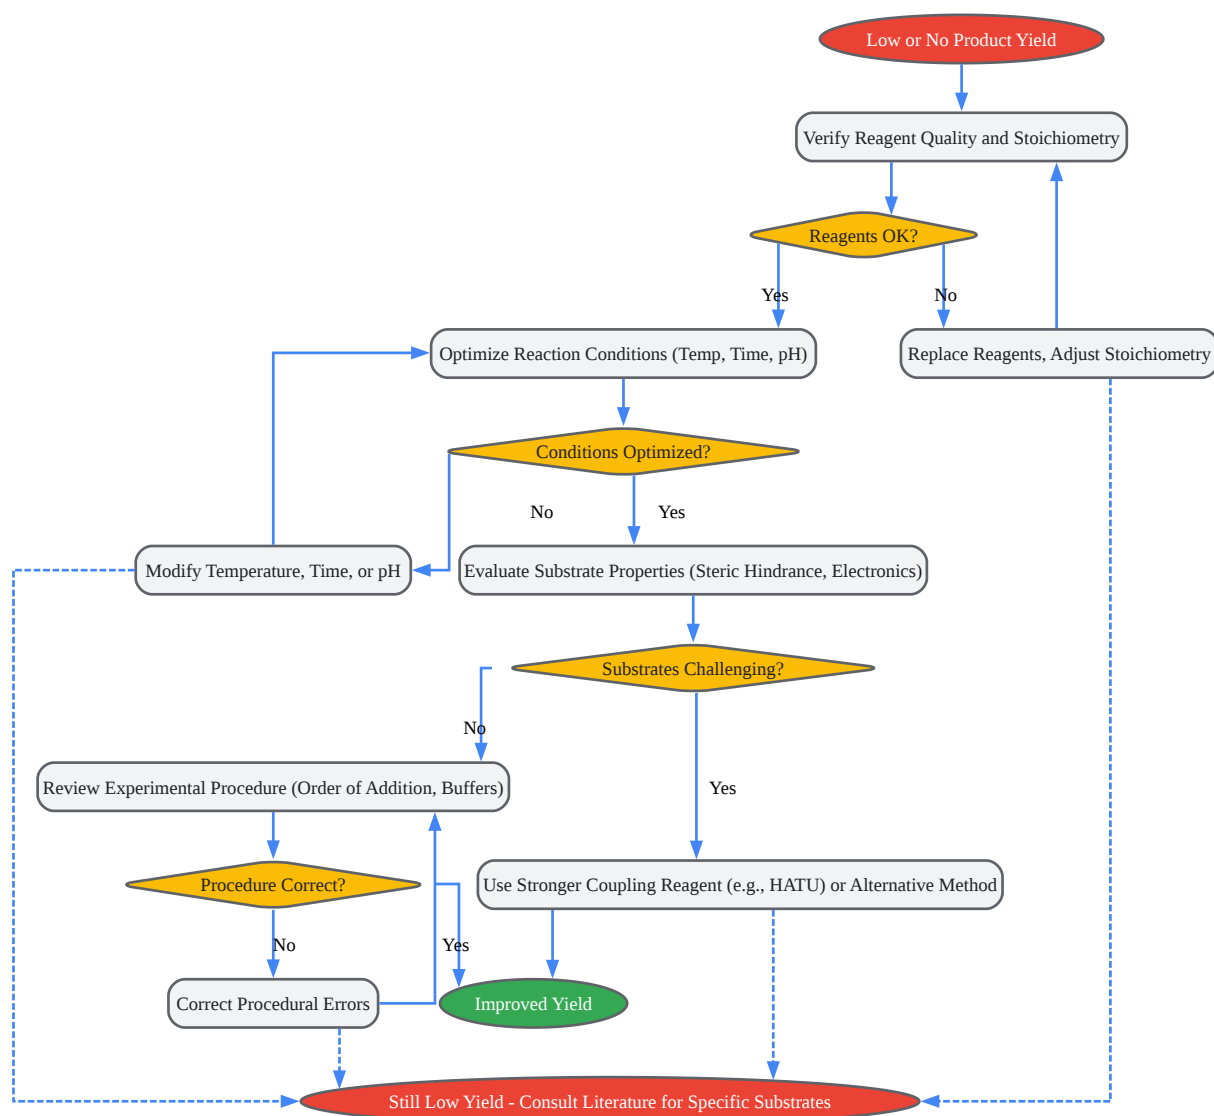 Low or No Product Yield
Verify Reagent Quality and Stoichiometry
Reagents OK?
Yes
No
Optimize Reaction Conditions (Temp, Time, pH)
Replace Reagents, Adjust Stoichiometry
Conditions Optimized?
No
Yes
Modify Temperature, Time, or pH
Evaluate Substrate Properties (Steric Hindrance, Electronics)
Substrates Challenging?
No
Review Experimental Procedure (Order of Addition, Buffers)
Yes
Procedure Correct?
Use Stronger Coupling Reagent (e.g., HATU) or Alternative Method
No
Yes
Correct Procedural Errors
Improved Yield
Still Low Yield - Consult Literature for Specific Substrates